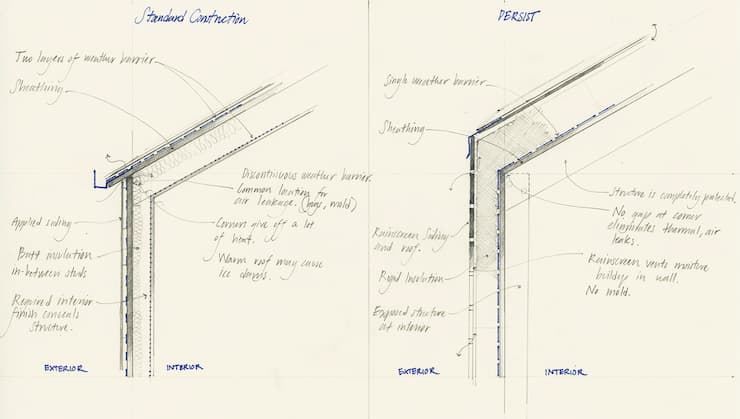 Standard Construction
Two layers of weather barrier
Sheathing
Discontinuous weather barrier.
Common location for
air leakage. (bugs, mold)
Corners give off a lot
of heat.
Warm roof may cause
ice dams.
Applied siding
Batt insulation
in-between studs
Required interior
finish conceals
structure.
EXTERIOR
INTERIOR
PERSIST
Single weather barrier
Sheathing
Structure is completely protected.
No gaps at corner
eliminates thermal, air
leaks.
Rainscreen Siding
and roof.
Rigid Insulation
Exposed structure
at interior
Rainscreen vents moisture
buildup in wall.
No mold.
EXTERIOR
INTERIOR